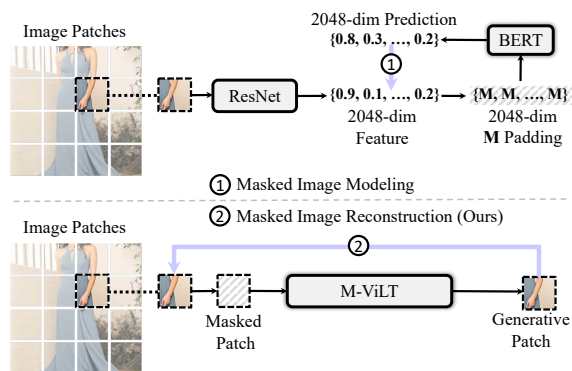 Image Patches
2048-dim Prediction
{0.8, 0.3, …, 0.2}
BERT
1
ResNet
{0.9, 0.1, …, 0.2}
{M, M, …, M}
2048-dim
Feature
2048-dim
M Padding
1 Masked Image Modeling
2 Masked Image Reconstruction (Ours)
Image Patches
2
M-ViLT
Masked
Patch
Generative
Patch